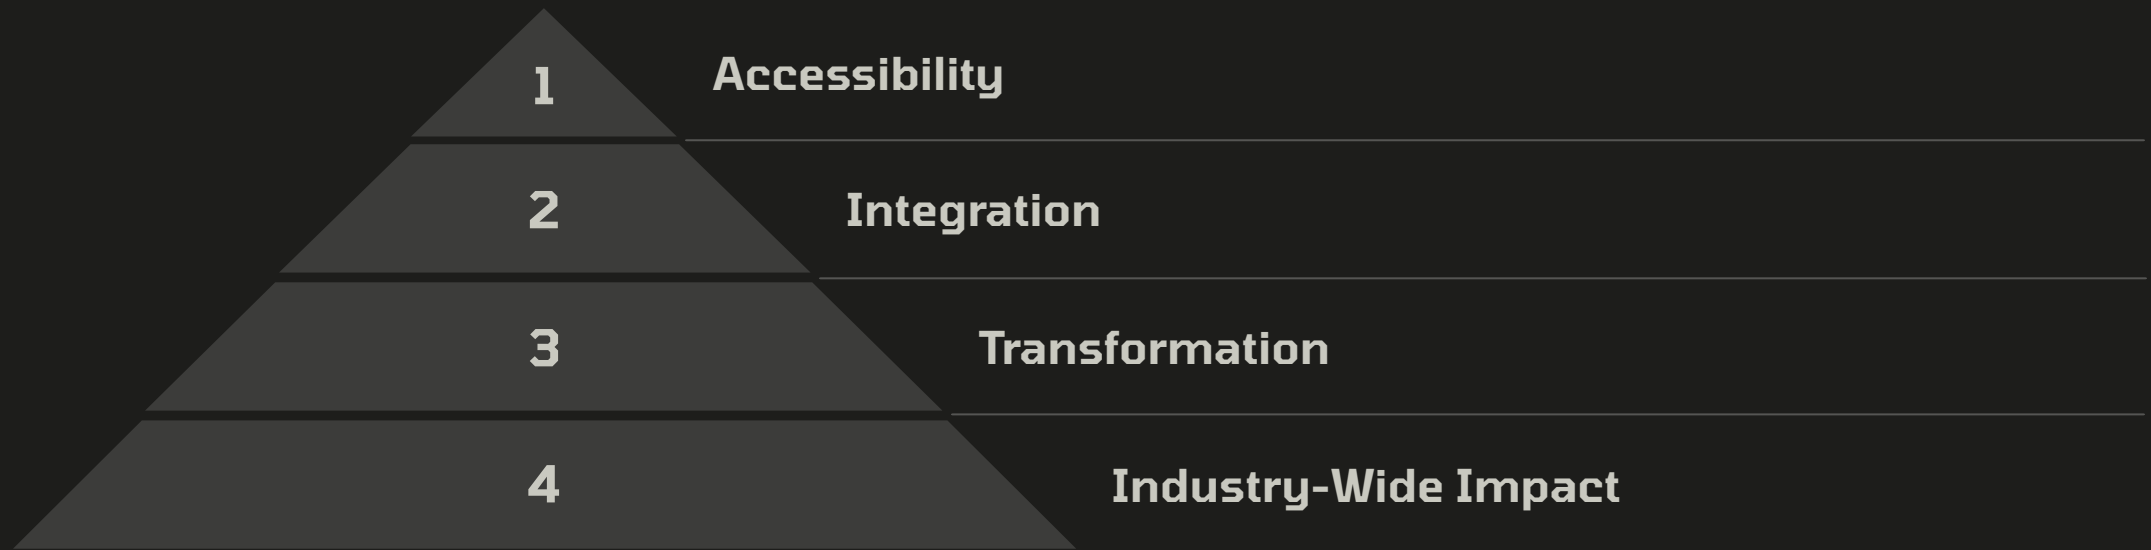 1
Accessibility
2
Integration
3
Transformation
4
Industry-Wide Impact